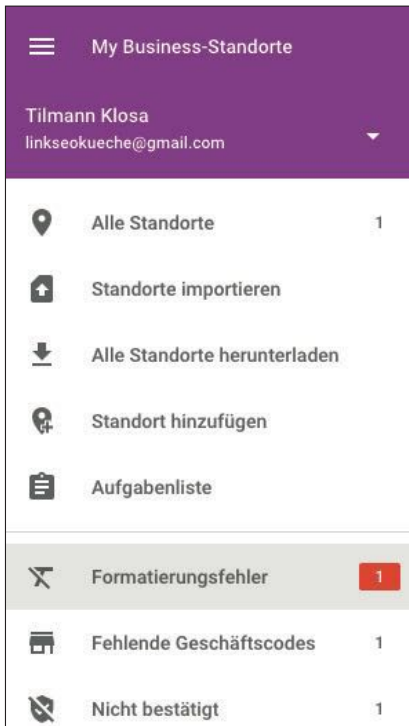 My Business-Standorte
Tilmann Klosa
linkseokueche@gmail.com
Alle Standorte 1
Standorte importieren
Alle Standorte herunterladen
Standort hinzufügen
Aufgabenliste
Formatierungsfehler 1
Fehlende Geschäftscodes 1
Nicht bestätigt 1